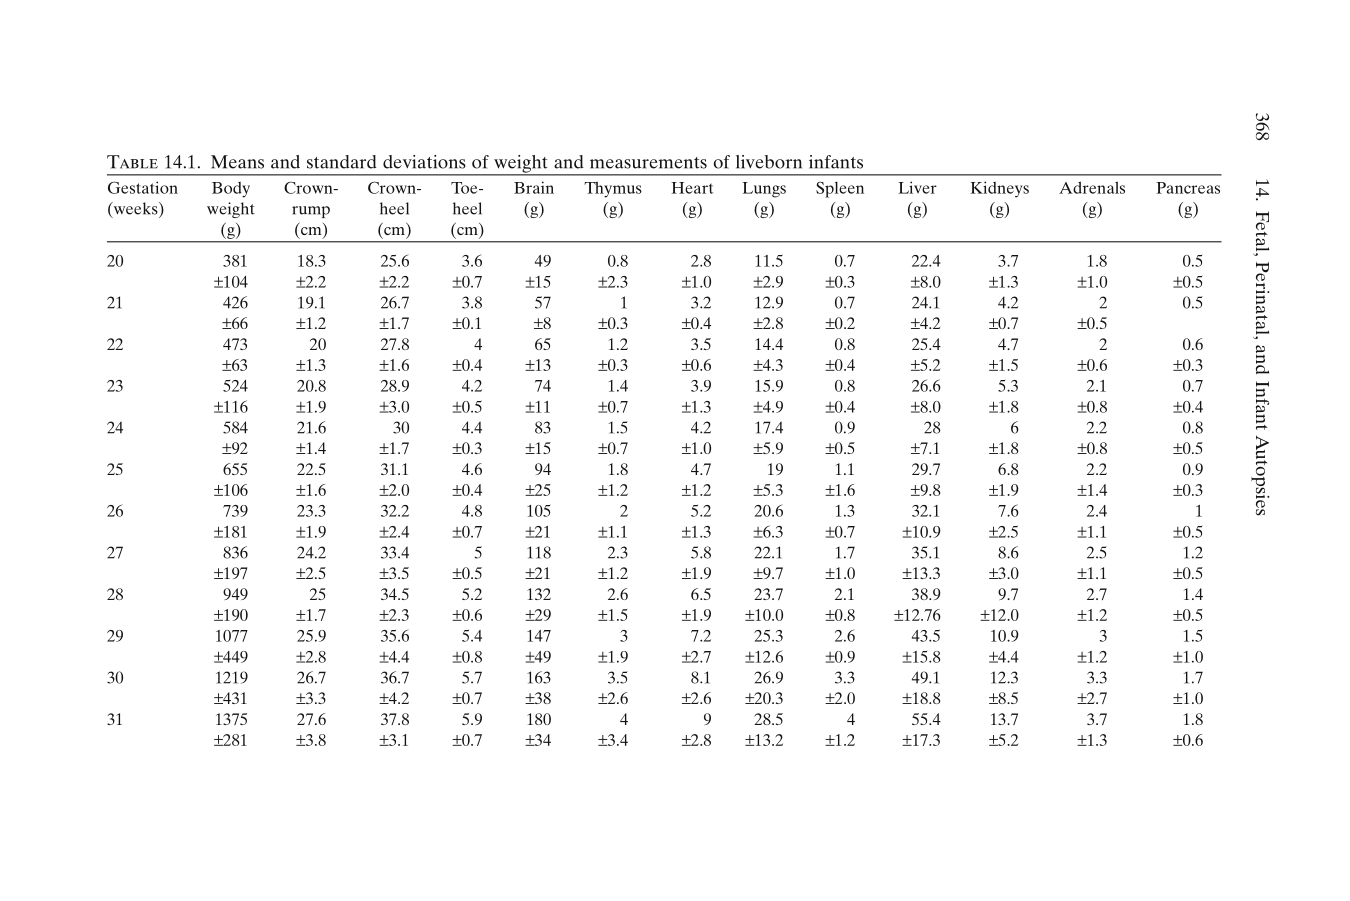 368 14. Fetal, Perinatal, and Infant Autopsies
TABLE 14.1. Means and standard deviations of weight and measurements of liveborn infants
Gestation Body Crown- Crown- Toe- Brain Thymus Heart Lungs Spleen Liver Kidneys Adrenals Pancreas
(weeks) weight rump heel heel (g) (g) (g) (g) (g) (g) (g) (g) (g)
(g) (cm) (cm) (cm)
20 381 18.3 25.6 3.6 49 0.8 2.8 11.5 0.7 22.4 3.7 1.8 0.5
±104 ±2.2 ±2.2 ±0.7 ±15 ±2.3 ±1.0 ±2.9 ±0.3 ±8.0 ±1.3 ±1.0 ±0.5
21 426 19.1 26.7 3.8 57 1 3.2 12.9 0.7 24.1 4.2 2 0.5
±66 ±1.2 ±1.7 ±0.1 ±8 ±0.3 ±0.4 ±2.8 ±0.2 ±4.2 ±0.7 ±0.5
22 473 20 27.8 4 65 1.2 3.5 14.4 0.8 25.4 4.7 2 0.6
±63 ±1.3 ±1.6 ±0.4 ±13 ±0.3 ±0.6 ±4.3 ±0.4 ±5.2 ±1.5 ±0.6 ±0.3
23 524 20.8 28.9 4.2 74 1.4 3.9 15.9 0.8 26.6 5.3 2.1 0.7
±116 ±1.9 ±3.0 ±0.5 ±11 ±0.7 ±1.3 ±4.9 ±0.4 ±8.0 ±1.8 ±0.8 ±0.4
24 584 21.6 30 4.4 83 1.5 4.2 17.4 0.9 28 6 2.2 0.8
±92 ±1.4 ±1.7 ±0.3 ±15 ±0.7 ±1.0 ±5.9 ±0.5 ±7.1 ±1.8 ±0.8 ±0.5
25 655 22.5 31.1 4.6 94 1.8 4.7 19 1.1 29.7 6.8 2.2 0.9
±106 ±1.6 ±2.0 ±0.4 ±25 ±1.2 ±1.2 ±5.3 ±1.6 ±9.8 ±1.9 ±1.4 ±0.3
26 739 23.3 32.2 4.8 105 2 5.2 20.6 1.3 32.1 7.6 2.4 1
±181 ±1.9 ±2.4 ±0.7 ±21 ±1.1 ±1.3 ±6.3 ±0.7 ±10.9 ±2.5 ±1.1 ±0.5
27 836 24.2 33.4 5 118 2.3 5.8 22.1 1.7 35.1 8.6 2.5 1.2
±197 ±2.5 ±3.5 ±0.5 ±21 ±1.2 ±1.9 ±9.7 ±1.0 ±13.3 ±3.0 ±1.1 ±0.5
28 949 25 34.5 5.2 132 2.6 6.5 23.7 2.1 38.9 9.7 2.7 1.4
±190 ±1.7 ±2.3 ±0.6 ±29 ±1.5 ±1.9 ±10.0 ±0.8 ±12.76 ±12.0 ±1.2 ±0.5
29 1077 25.9 35.6 5.4 147 3 7.2 25.3 2.6 43.5 10.9 3 1.5
±449 ±2.8 ±4.4 ±0.8 ±49 ±1.9 ±2.7 ±12.6 ±0.9 ±15.8 ±4.4 ±1.2 ±1.0
30 1219 26.7 36.7 5.7 163 3.5 8.1 26.9 3.3 49.1 12.3 3.3 1.7
±431 ±3.3 ±4.2 ±0.7 ±38 ±2.6 ±2.6 ±20.3 ±2.0 ±18.8 ±8.5 ±2.7 ±1.0
31 1375 27.6 37.8 5.9 180 4 9 28.5 4 55.4 13.7 3.7 1.8
±281 ±3.8 ±3.1 ±0.7 ±34 ±3.4 ±2.8 ±13.2 ±1.2 ±17.3 ±5.2 ±1.3 ±0.6